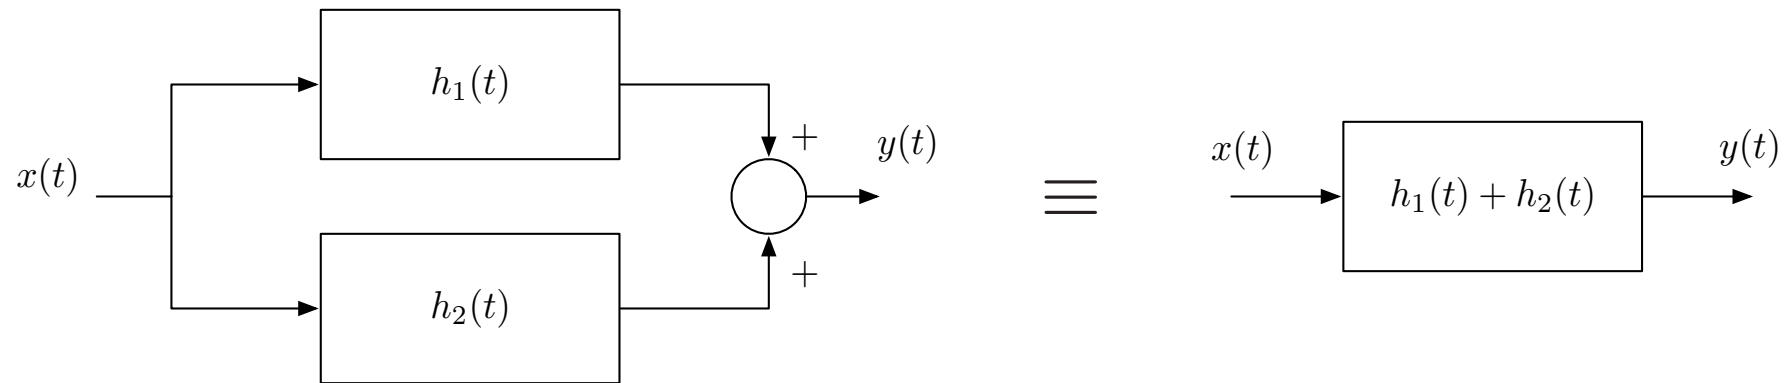 h₁(t)
+
y(t)
x(t)
h₂(t)
+
≡
x(t)
h₁(t) + h₂(t)
y(t)